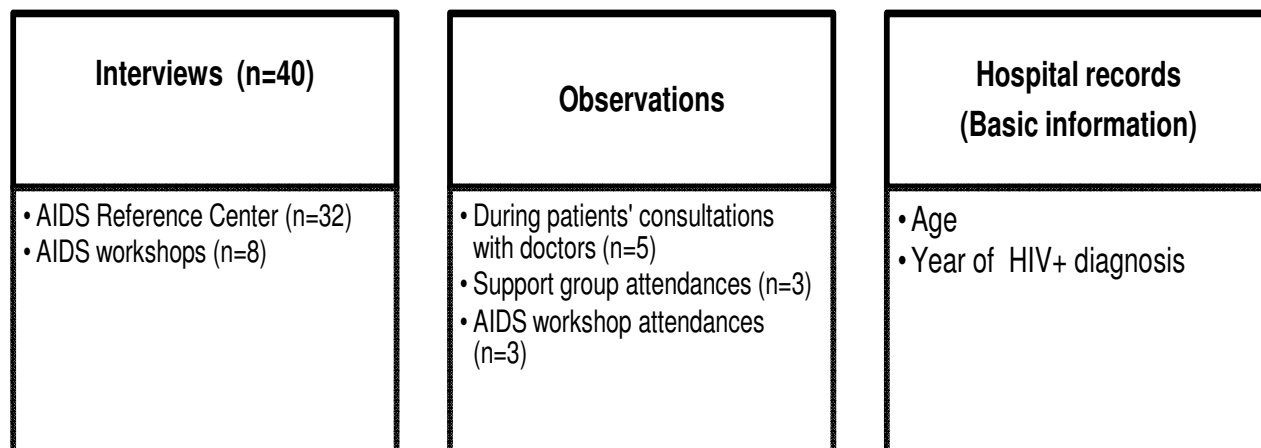 Interviews (n=40)
• AIDS Reference Center (n=32)
• AIDS workshops (n=8)
Observations
• During patients' consultations
with doctors (n=5)
• Support group attendances (n=3)
• AIDS workshop attendances
(n=3)
Hospital records
(Basic information)
• Age
• Year of HIV+ diagnosis